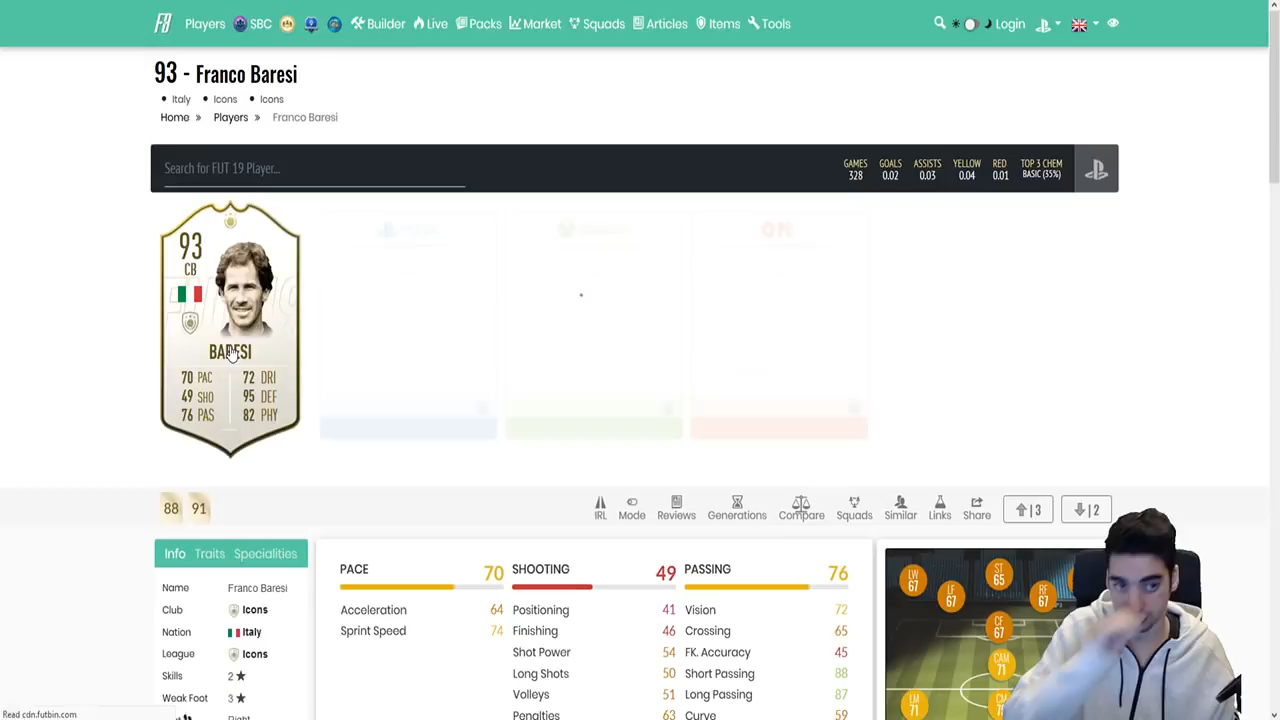 F8 Players SBC Builder Live Packs Market Squads Articles Items Tools Login
93 - Franco Baresi
Italy Icons Icons
Home » Players » Franco Baresi
Search for FUT 19 Player...
GAMES GOALS ASSISTS YELLOW RED TOP 3 CHEM
328 0.02 0.03 0.04 0.01 BASIC (35%)
93
CB
BARESI
70 PAC 72 DRI
49 SHO 95 DEF
76 PAS 82 PHY
88 91
IRL Mode Reviews Generations Compare Squads Similar Links Share | 3 | 2
Info Traits Specialities
Name Franco Baresi
Club Icons
Nation Italy
League Icons
Skills 2 ★
Weak Foot 3 ★
Right
PACE 70
Acceleration 64
Sprint Speed 74
SHOOTING 49
Positioning 41
Finishing 46
Shot Power 54
Long Shots 50
Volleys 51
Penalties 63
PASSING 76
Vision 72
Crossing 65
FK. Accuracy 45
Short Passing 88
Long Passing 87
Curve 59
LW
67
LF
67
ST
65
RF
67
CF
67
CAM
71
LM
71
Read cdn.futbin.com